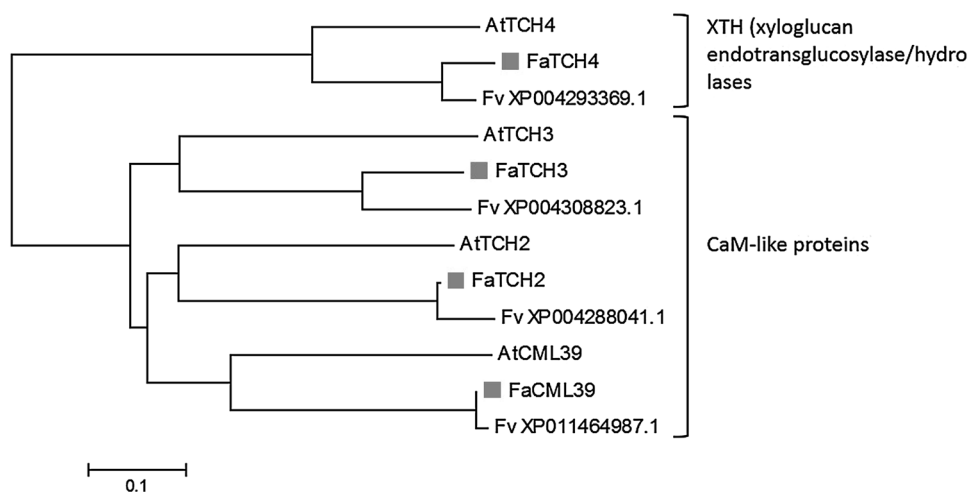 AtTCH4
FaTCH4
Fv XP004293369.1
AtTCH3
FaTCH3
Fv XP004308823.1
AtTCH2
FaTCH2
Fv XP004288041.1
AtCML39
FaCML39
Fv XP011464987.1
XTH (xyloglucan
endotransglucosylase/hydro
lases
CaM-like proteins
0.1